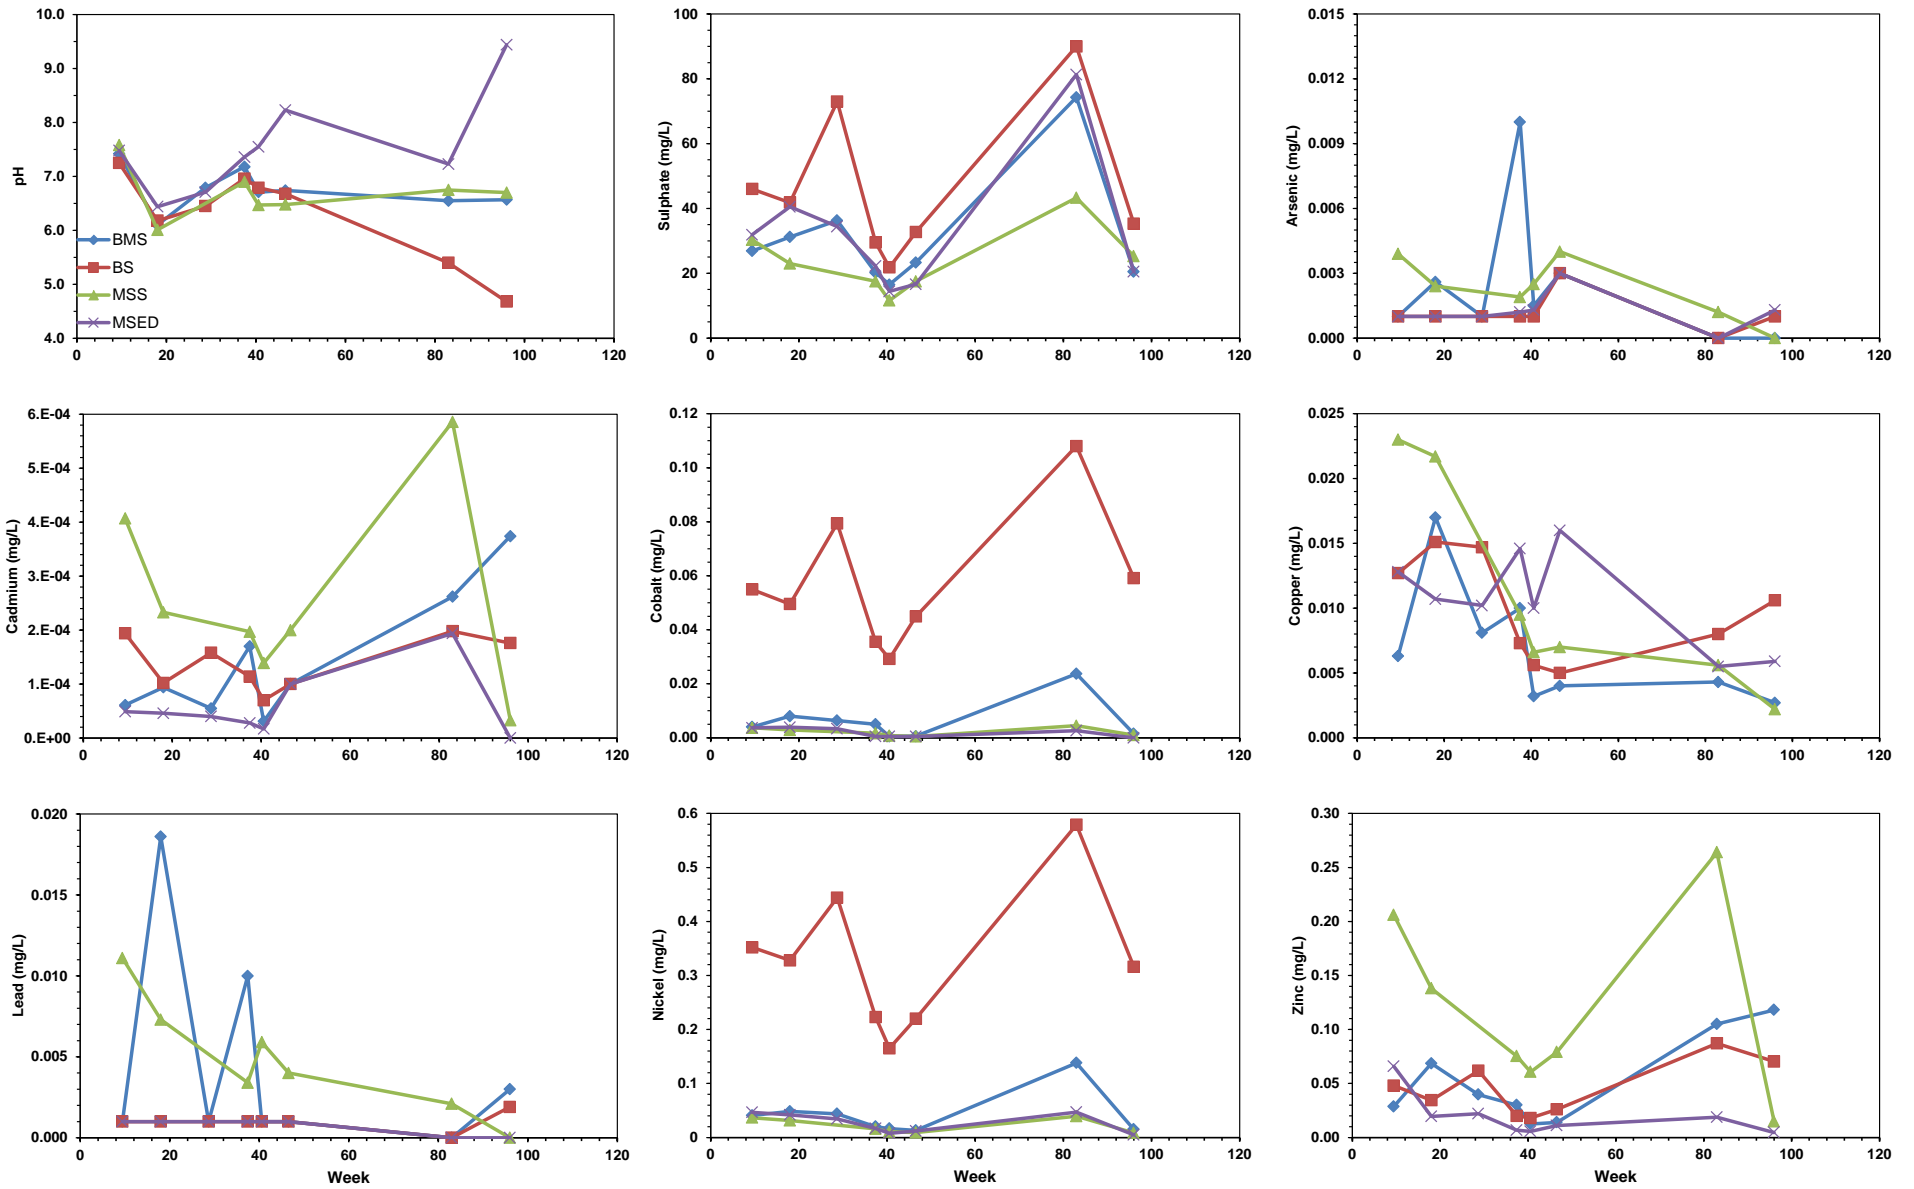 10.0
9.0
8.0
7.0
6.0
5.0
4.0
pH
0 20 40 60 80 100 120
BMS
BS
MSS
MSED
100
80
60
40
20
0
Sulphate (mg/L)
0 20 40 60 80 100 120
0.015
0.012
0.009
0.006
0.003
0.000
Arsenic (mg/L)
0 20 40 60 80 100 120
6.E-04
5.E-04
4.E-04
3.E-04
2.E-04
1.E-04
0.E+00
Cadmium (mg/L)
0 20 40 60 80 100 120
0.12
0.10
0.08
0.06
0.04
0.02
0.00
Cobalt (mg/L)
0 20 40 60 80 100 120
0.025
0.020
0.015
0.010
0.005
0.000
Copper (mg/L)
0 20 40 60 80 100 120
0.020
0.015
0.010
0.005
0.000
Lead (mg/L)
0 20 40 60 80 100 120
Week
0.6
0.5
0.4
0.3
0.2
0.1
0
Nickel (mg/L)
0 20 40 60 80 100 120
Week
0.30
0.25
0.20
0.15
0.10
0.05
0.00
Zinc (mg/L)
0 20 40 60 80 100 120
Week